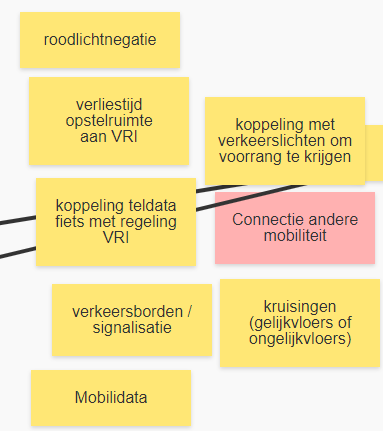 roodlichtnegatie
verliestijd
opstelruimte
aan VRI
koppeling met
verkeerslichten om
voorrang te krijgen
koppeling teldata
fiets met regeling
VRI
Connectie andere
mobiliteit
verkeersborden /
signalisatie
kruisingen
(gelijkvloers of
ongelijkvloers)
Mobilidata